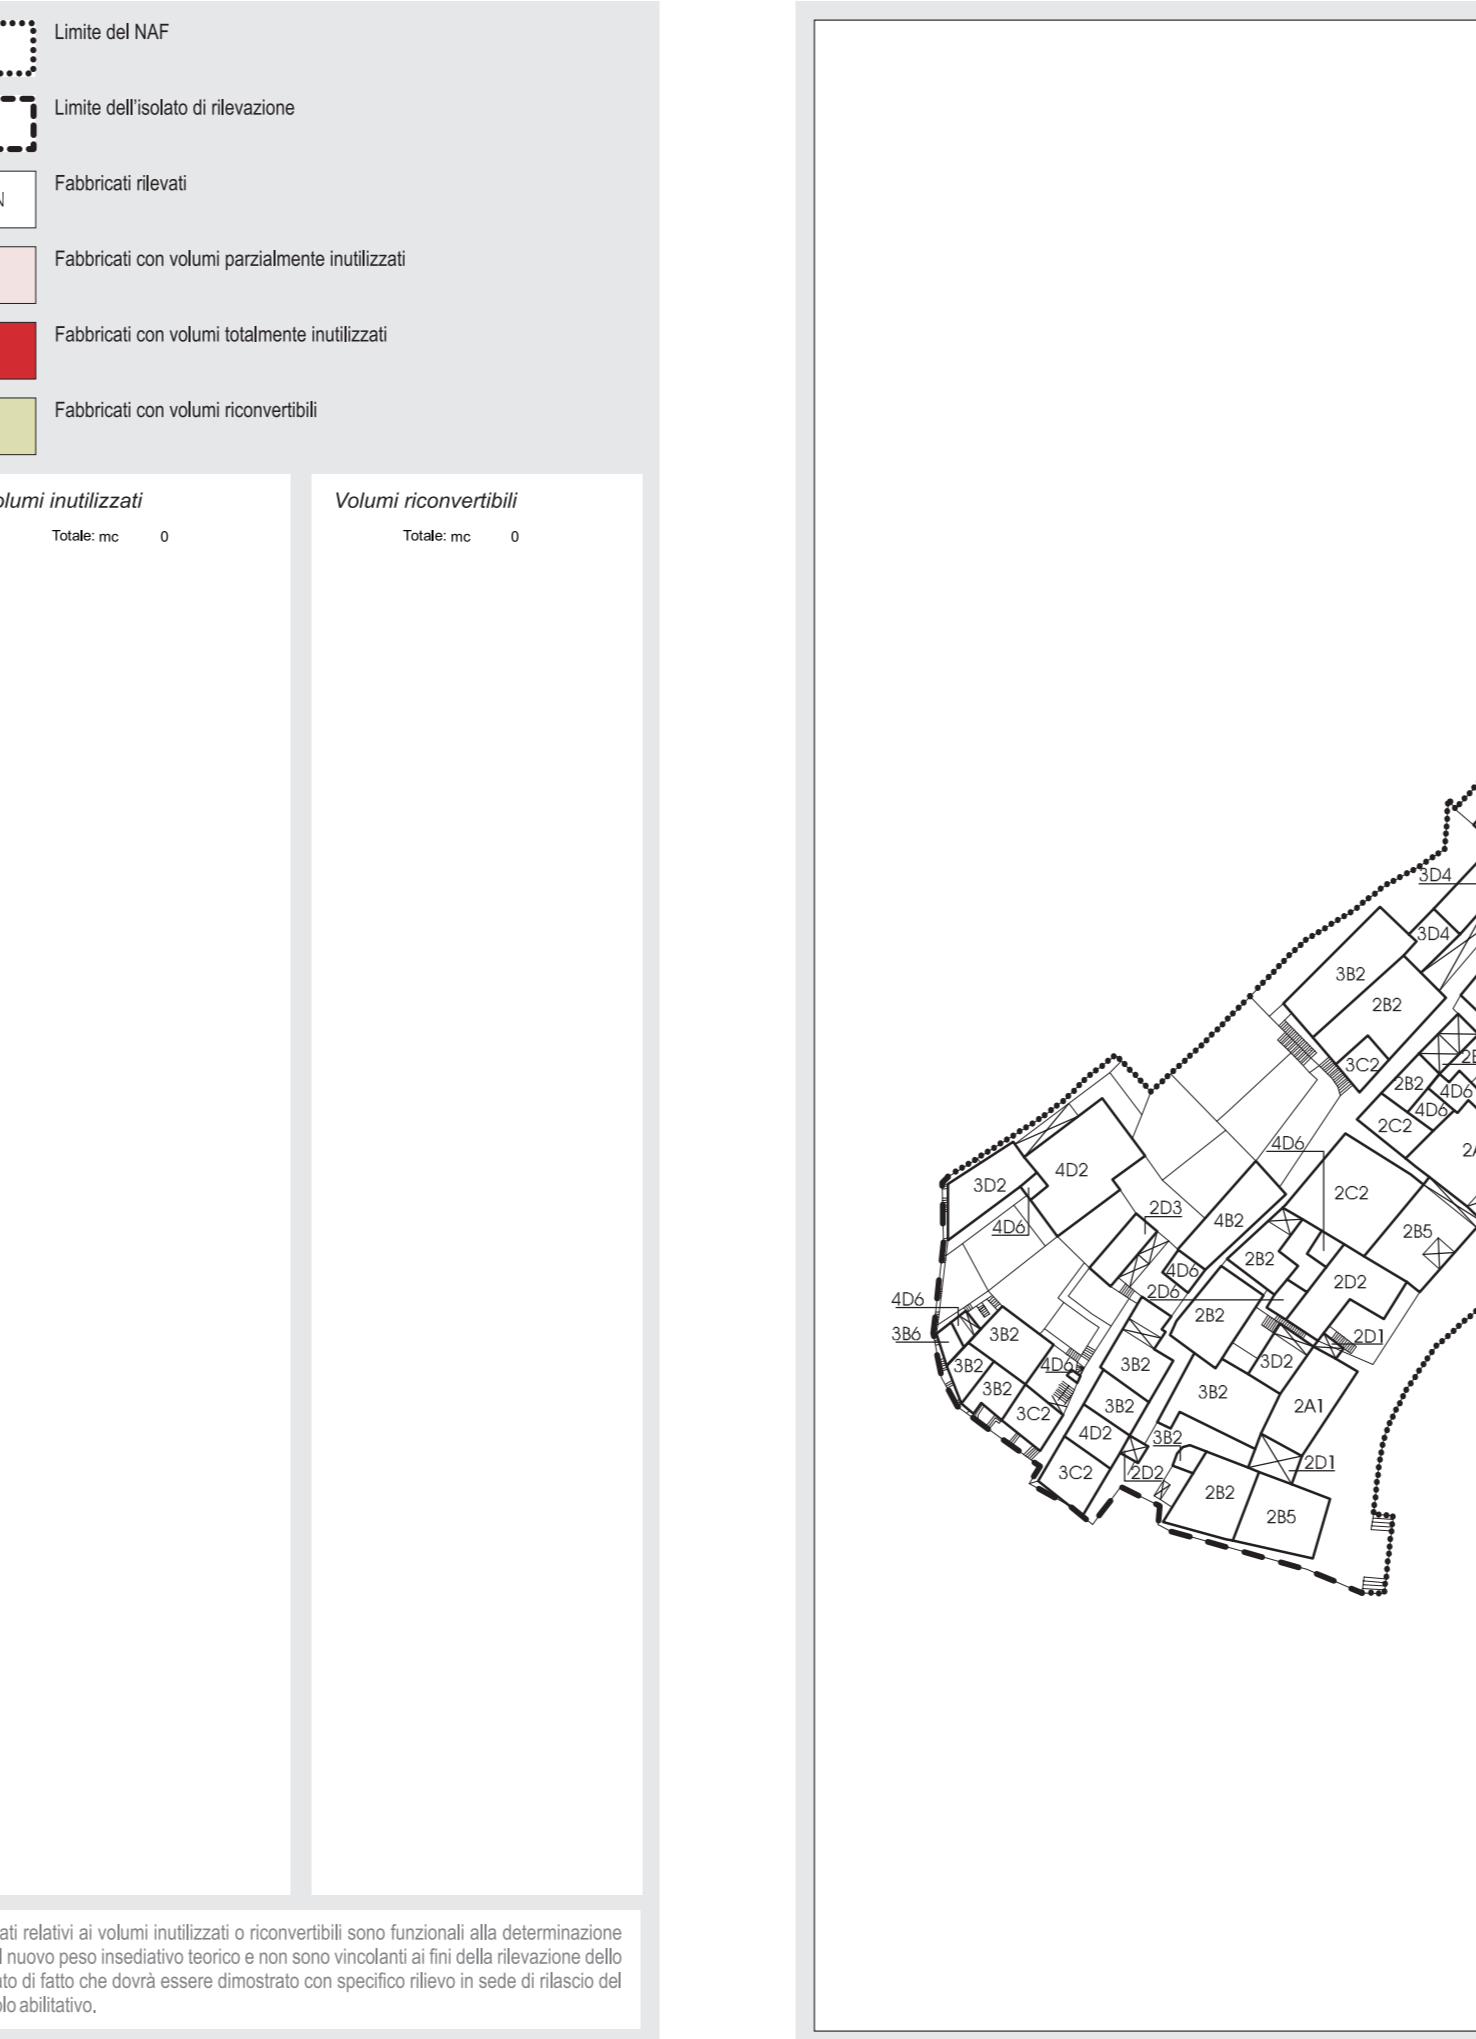 Limite del NAF
Limite dell'isolato di rilevazione
Fabbricati rilevati
Fabbricati con volumi parzialmente inutilizzati
Fabbricati con volumi totalmente inutilizzati
Fabbricati con volumi riconvertibili
olumi inutilizzati
Totale: mc 0
Volumi riconvertibili
Totale: mc 0
ati relativi ai volumi inutilizzati o riconvertibili sono funzionali alla determinazione
l nuovo peso insediativo teorico e non sono vincolanti ai fini della rilevazione dello
ato di fatto che dovrà essere dimostrato con specifico rilievo in sede di rilascio del
olo abilitativo.
3D4
3D4
3B2
2B2
3C2
2B2
4D6
4D6
2C2
4D6
4D2
3D2
2C2
2D3
4B2
4D6
2B5
2B2
4D6
2D2
2D6
4D6
2B2
3B6
3B2
2D1
3B2
4D6
3B2
3D2
3B2
3B2
2A1
3C2
3B2
4D2
3B2
2D1
3C2
2D2
2B2
2B5